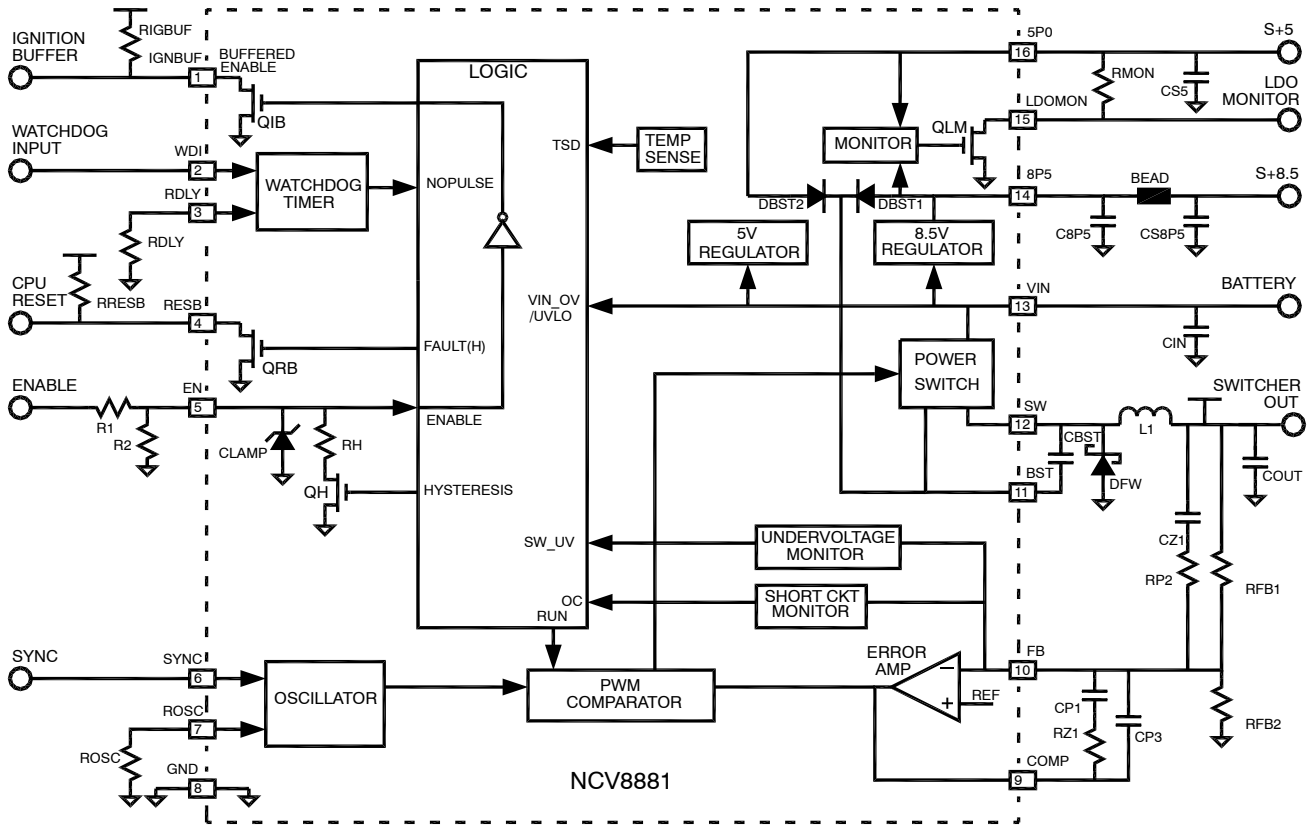 IGNITION
BUFFER
RIGBUF
IGNBUF
1
BUFFERED
ENABLE
QIB
WATCHDOG
INPUT
WDI
2
RDLY
3
RDLY
WATCHDOG
TIMER
CPU
RESET
RRESB
RESB
4
QRB
ENABLE
R1
R2
EN
5
CLAMP
RH
QH
SYNC
SYNC
6
ROSC
7
ROSC
GND
8
OSCILLATOR
LOGIC
NOPULSE
TSD
VIN_OV
/UVLO
FAULT(H)
ENABLE
HYSTERESIS
SW_UV
OC
RUN
TEMP
SENSE
MONITOR
QLM
DBST2
DBST1
5V
REGULATOR
8.5V
REGULATOR
POWER
SWITCH
UNDERVOLTAGE
MONITOR
SHORT CKT
MONITOR
PWM
COMPARATOR
ERROR
AMP
REF
NCV8881
5P0
16
S+5
RMON
CS5
LDOMON
15
LDO
MONITOR
8P5
14
BEAD
S+8.5
C8P5
CS8P5
VIN
13
BATTERY
CIN
SW
12
SWITCHER
OUT
CBST
L1
BST
11
DFW
COUT
CZ1
RP2
RFB1
FB
10
CP1
RZ1
CP3
RFB2
COMP
9